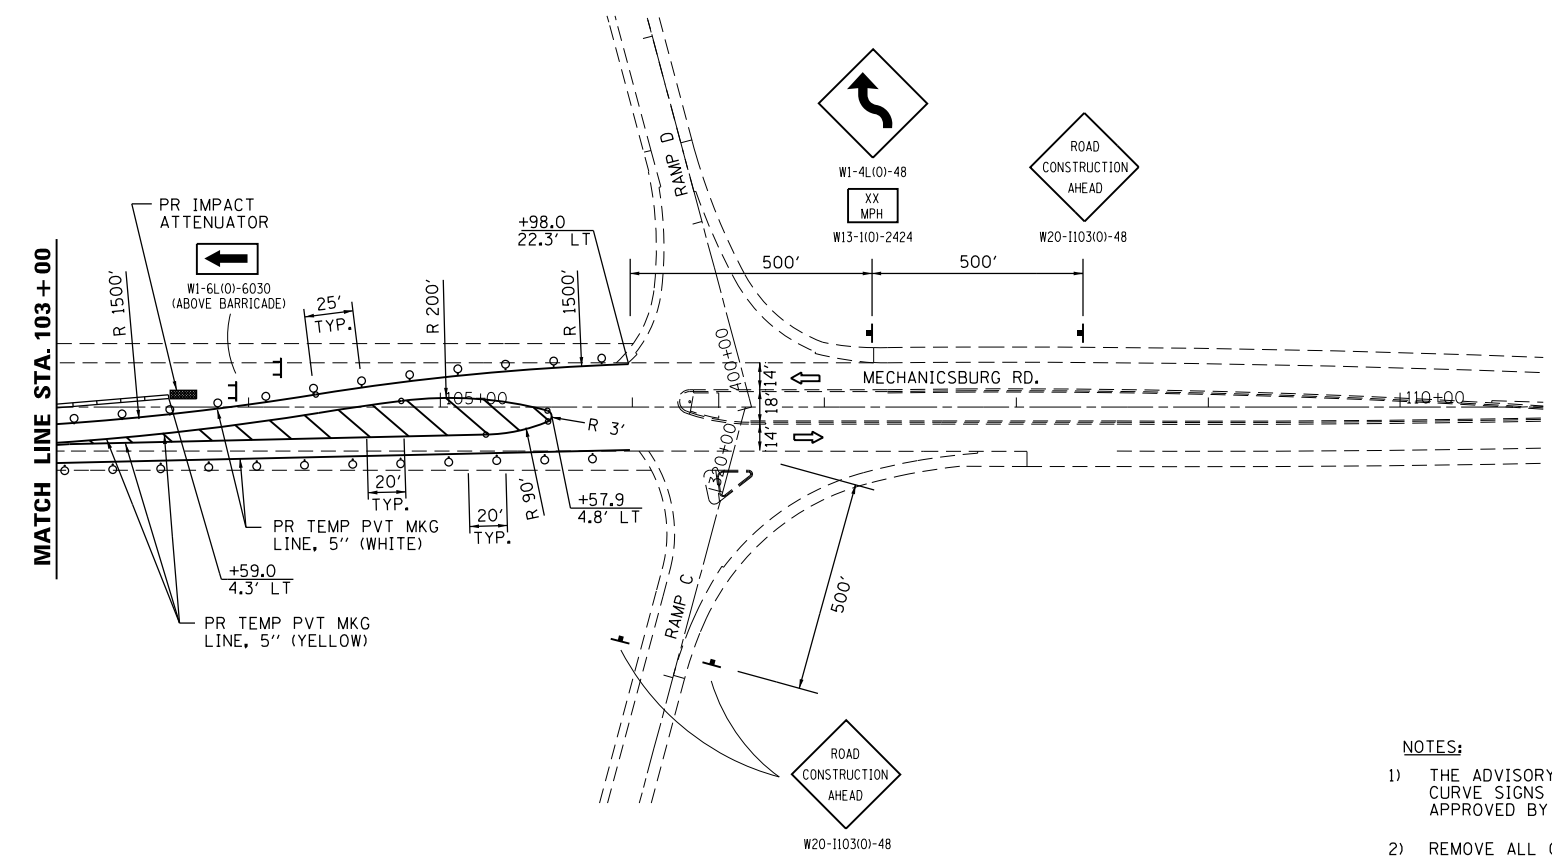 MATCH LINE STA. 103 + 00
PR IMPACT
ATTENUATOR
W1-6L(O)-6030
(ABOVE BARRICADE)
R 1500'
25'
TYP.
R 200'
+98.0
22.3' LT
R 1500'
105+00
R 3'
20'
TYP.
20'
TYP.
R 90'
+57.9
4.8' LT
PR TEMP PVT MKG
LINE, 5" (WHITE)
+59.0
4.3' LT
PR TEMP PVT MKG
LINE, 5" (YELLOW)
RAMP D
W1-4L(O)-48
XX
MPH
W13-1(O)-2424
ROAD
CONSTRUCTION
AHEAD
W20-I103(O)-48
500'
500'
400+00
14'
18'
14'
MECHANICSBURG RD.
110+00
320+00
RAMP C
500'
ROAD
CONSTRUCTION
AHEAD
W20-I103(O)-48
NOTES:
1) THE ADVISORY
CURVE SIGNS
APPROVED BY
2) REMOVE ALL